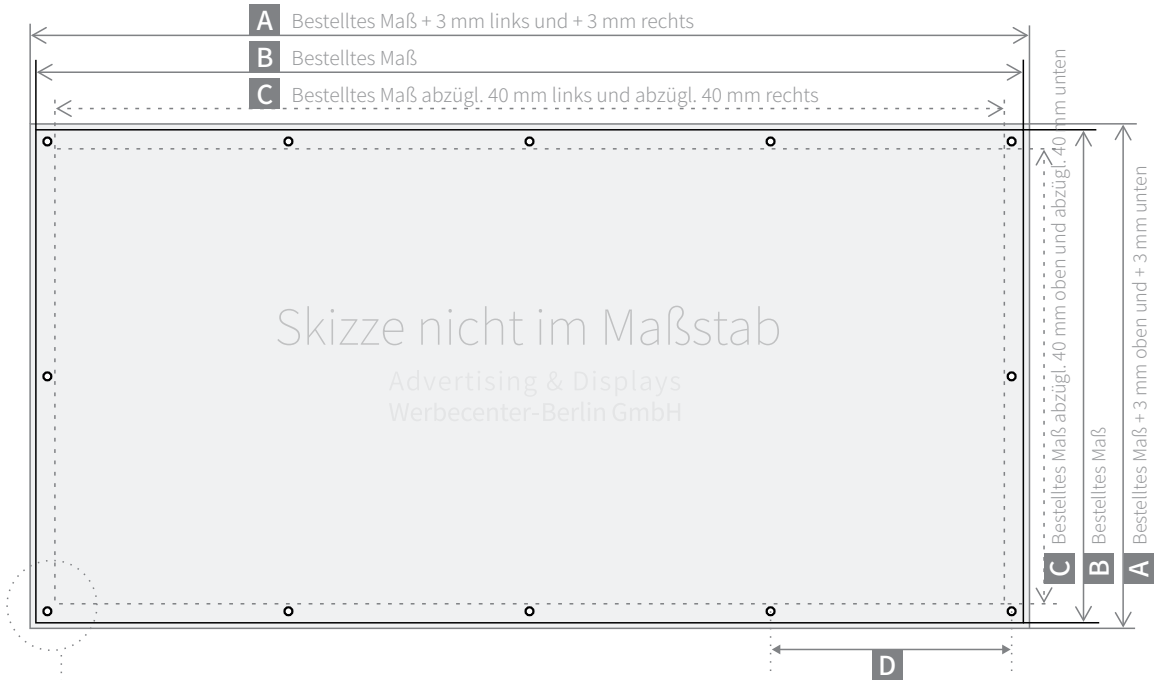 A Bestelltes Maß + 3 mm links und + 3 mm rechts
B Bestelltes Maß
C Bestelltes Maß abzügl. 40 mm links und abzügl. 40 mm rechts
Skizze nicht im Maßstab
Advertising & Displays
Werbecenter-Berlin GmbH
C Bestelltes Maß abzügl. 40 mm oben und abzügl. 40 mm unten
B Bestelltes Maß
A Bestelltes Maß + 3 mm oben und + 3 mm unten
D